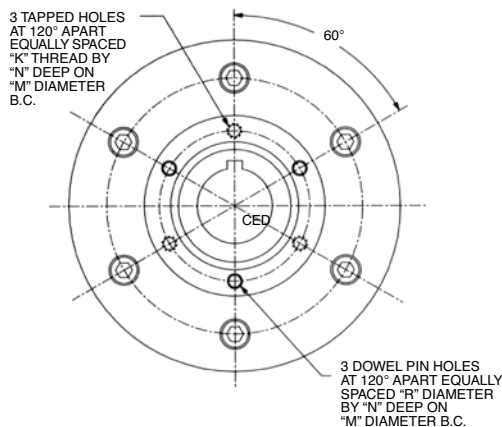 3 TAPPED HOLES
AT 120° APART
EQUALLY SPACED
“K” THREAD BY
“N” DEEP ON
“M” DIAMETER
B.C.
60°
CED
3 DOWEL PIN HOLES
AT 120° APART EQUALLY
SPACED “R” DIAMETER
BY “N” DEEP ON
“M” DIAMETER B.C.